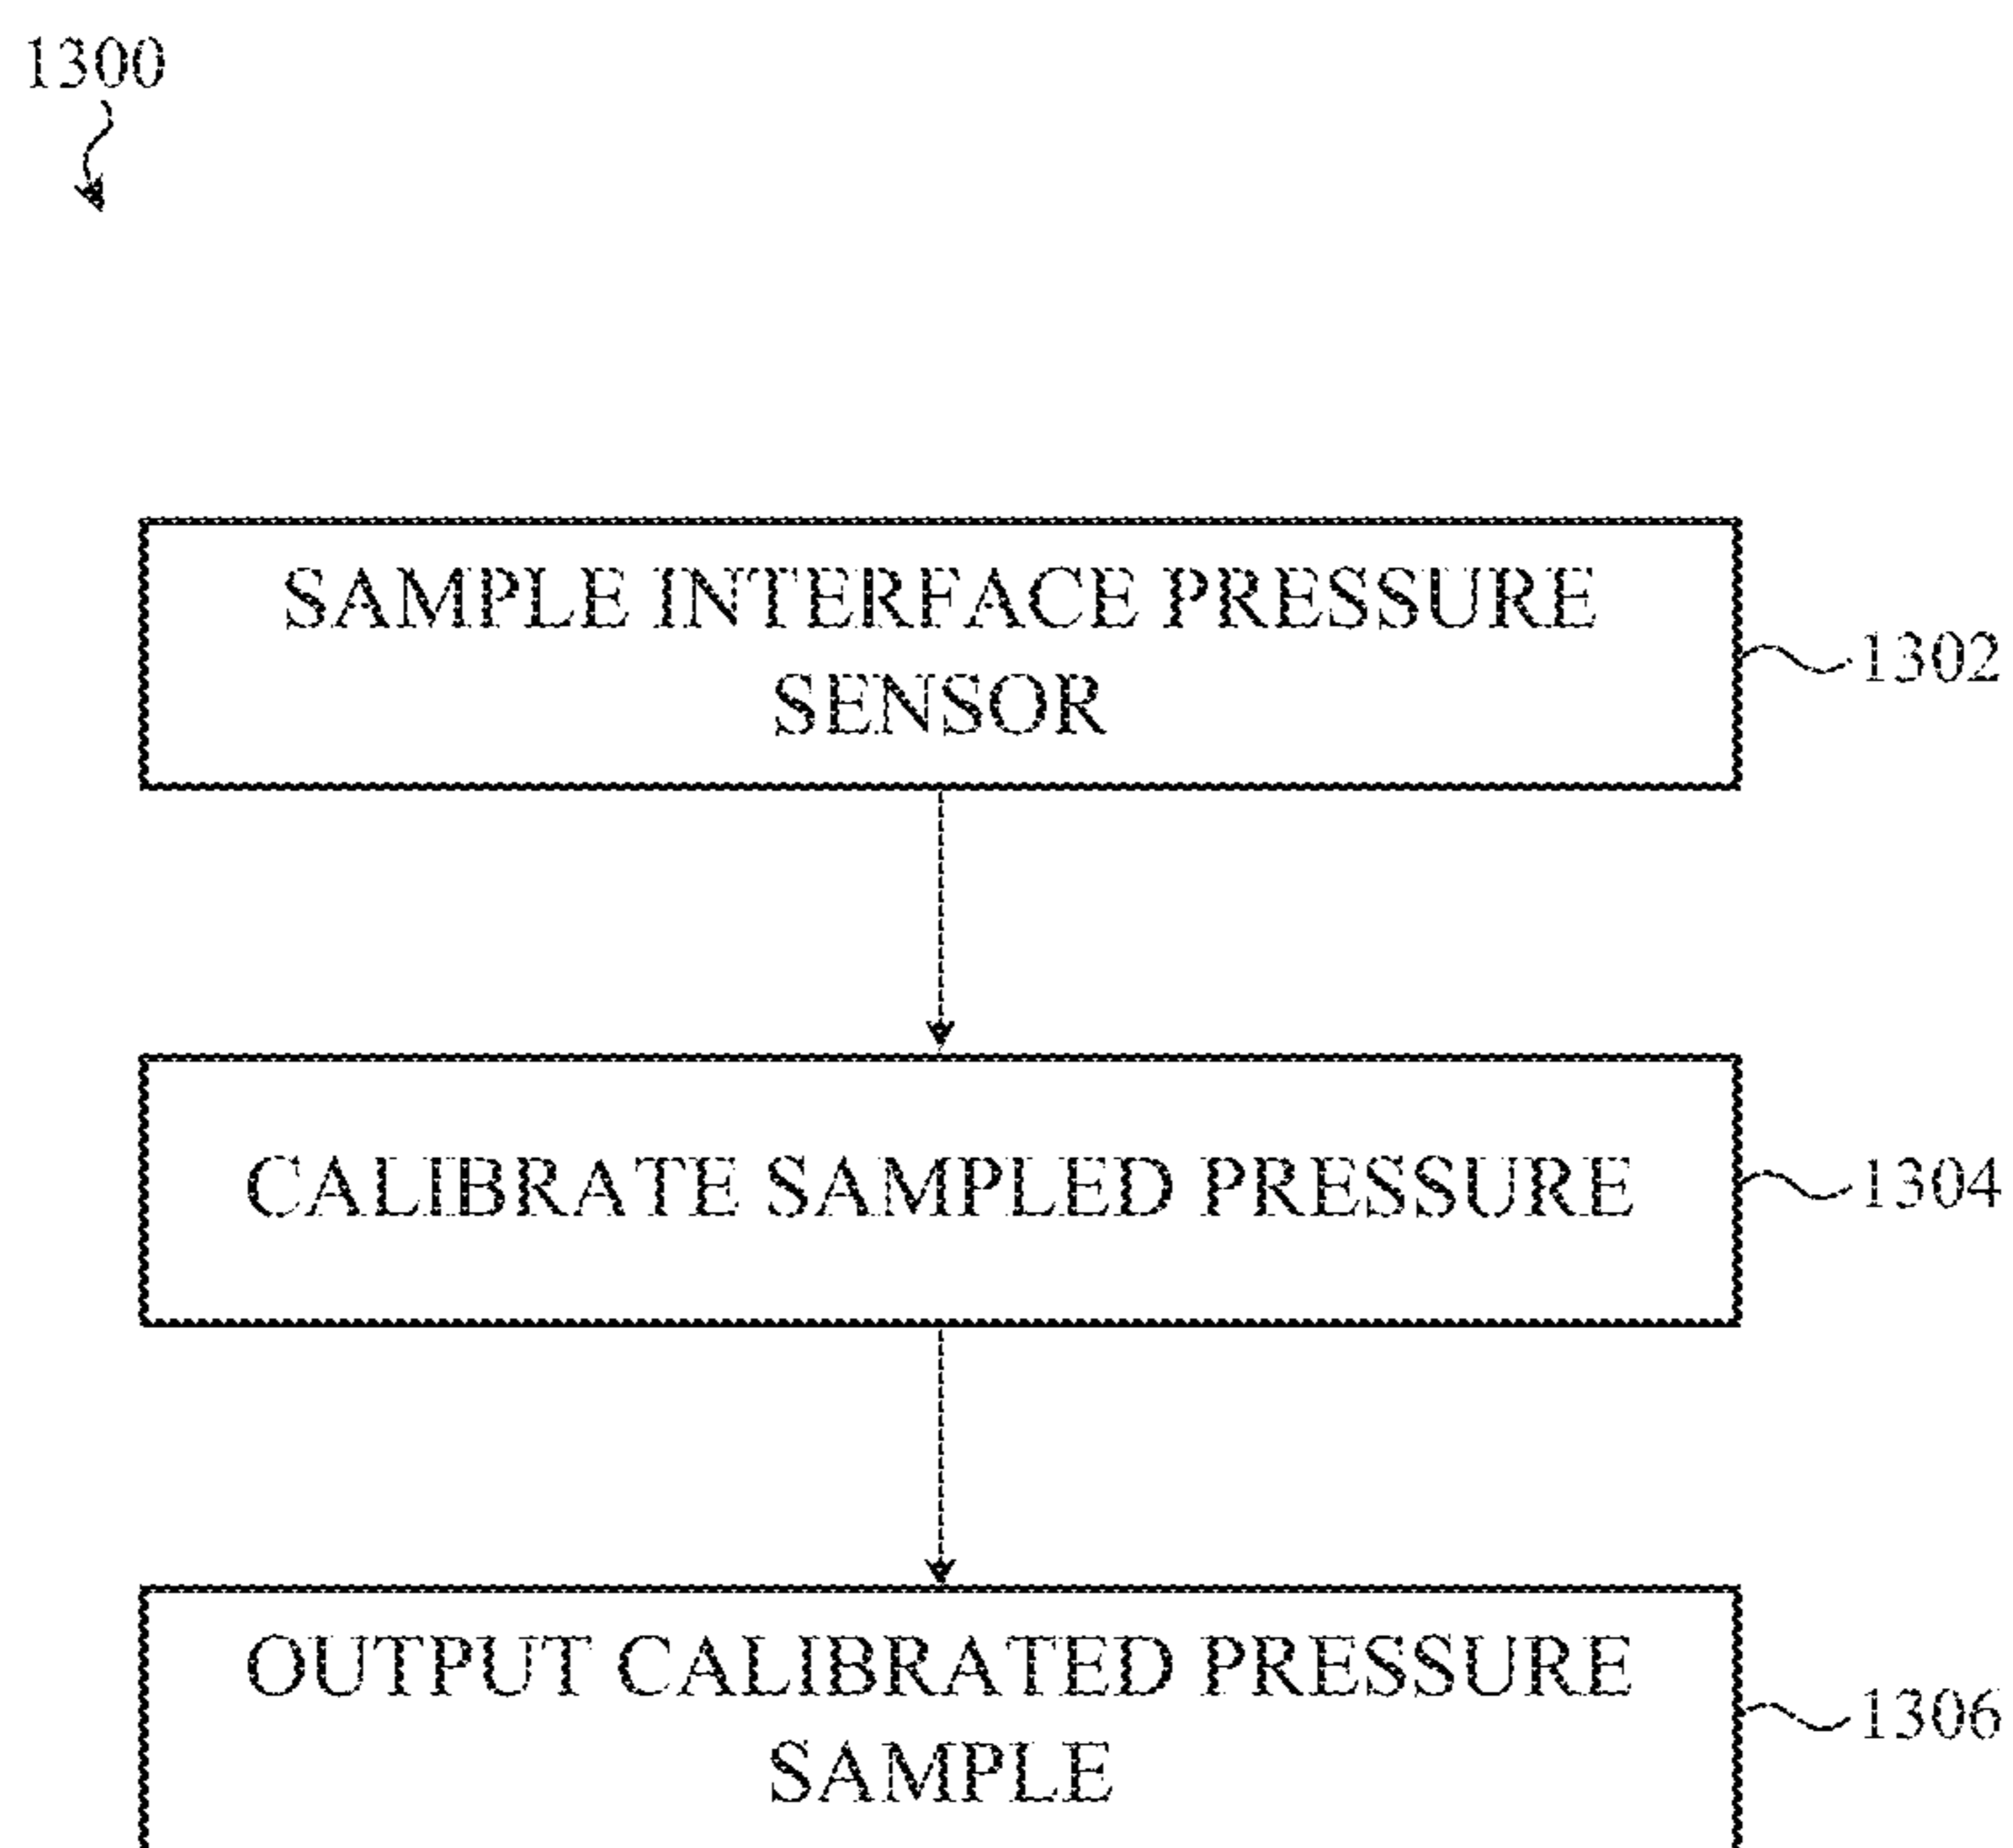 1300
SAMPLE INTERFACE PRESSURE
SENSOR
1302
CALIBRATE SAMPLED PRESSURE
1304
OUTPUT CALIBRATED PRESSURE
SAMPLE
1306